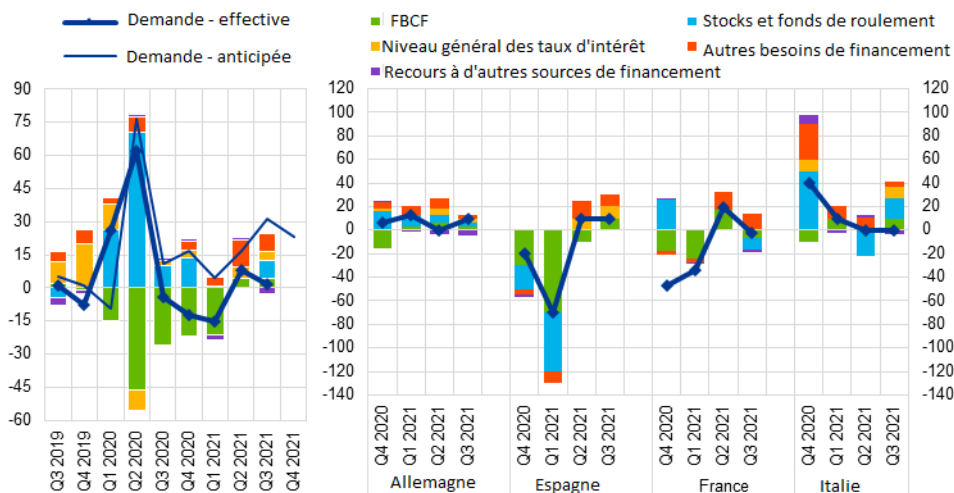 Demande - effective
Demande - anticipée
FBCF
Stocks et fonds de roulement
Niveau général des taux d'intérêt
Autres besoins de financement
Recours à d'autres sources de financement
90
75
60
45
30
15
0
-15
-30
-45
-60
Q3 2019
Q4 2019
Q1 2020
Q2 2020
Q3 2020
Q4 2020
Q1 2021
Q2 2021
Q3 2021
Q4 2021
120
100
80
60
40
20
0
-20
-40
-60
-80
-100
-120
-140
Q4 2020
Q1 2021
Q2 2021
Q3 2021
Q4 2020
Q1 2021
Q2 2021
Q3 2021
Q4 2020
Q1 2021
Q2 2021
Q3 2021
Q4 2020
Q1 2021
Q2 2021
Q3 2021
Allemagne
Espagne
France
Italie
120
100
80
60
40
20
0
-20
-40
-60
-80
-100
-120
-140